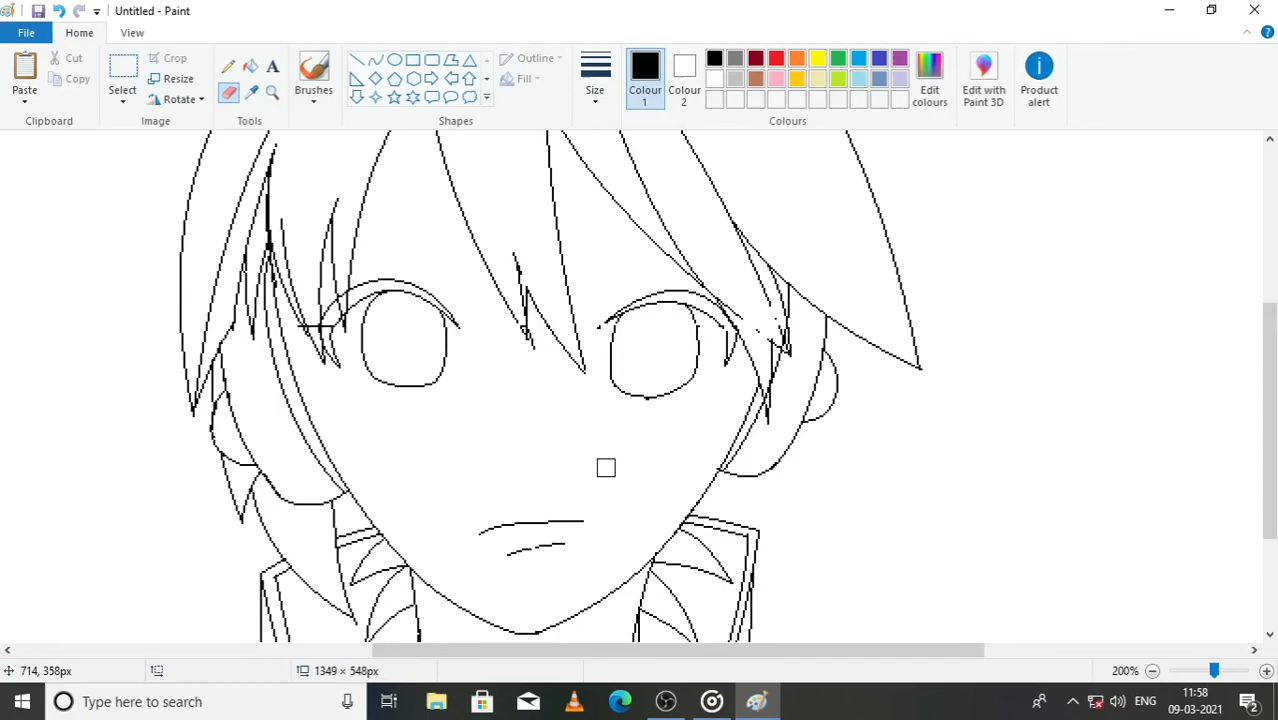 Untitled - Paint
File
Home
View
Paste
Cut
Copy
Clipboard
Select
Crop
Resize
Rotate
Image
A
Tools
Brushes
Outline
Fill
Shapes
Size
Colour
1
Colour
2
Edit
colours
Colours
Edit with
Paint 3D
Product
alert
714, 358px
1349 × 548px
200%
Type here to search
ENG
11:58
09-03-2021
2